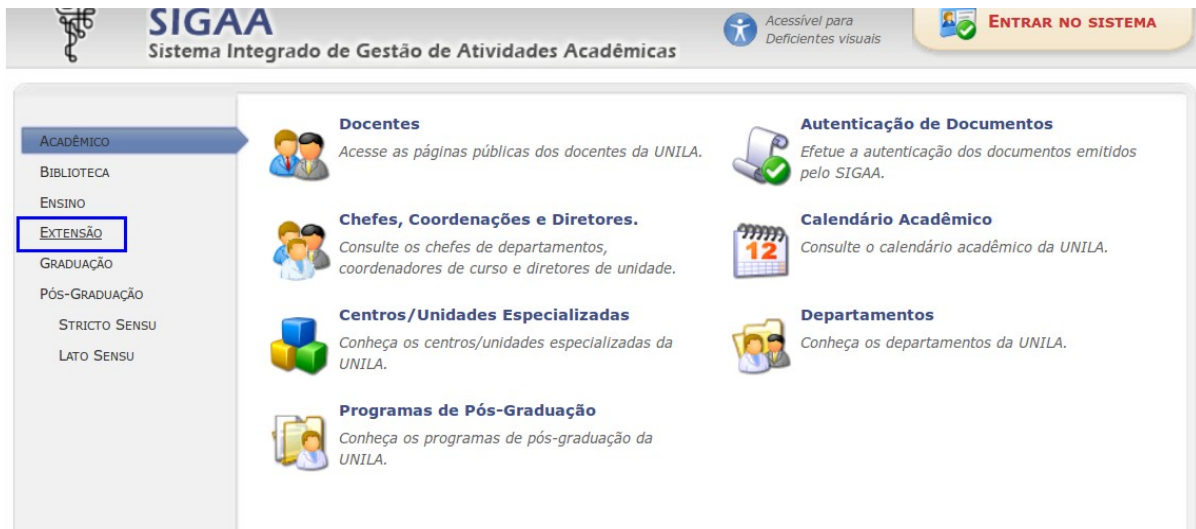 SIGAA
Sistema Integrado de Gestão de Atividades Acadêmicas
Acessível para
Deficientes visuais
ENTRAR NO SISTEMA
ACADÊMICO
BIBLIOTECA
ENSINO
EXTENSÃO
GRADUAÇÃO
PÓS-GRADUAÇÃO
STRICTO SENSU
LATO SENSU
Docentes
Acesse as páginas públicas dos docentes da UNILA.
Autenticação de Documentos
Efetue a autenticação dos documentos emitidos
pelo SIGAA.
Chefes, Coordenações e Diretores.
Consulte os chefes de departamentos,
coordenadores de curso e diretores de unidade.
12
Calendário Acadêmico
Consulte o calendário acadêmico da UNILA.
Centros/Unidades Especializadas
Conheça os centros/unidades especializadas da
UNILA.
Departamentos
Conheça os departamentos da UNILA.
Programas de Pós-Graduação
Conheça os programas de pós-graduação da
UNILA.